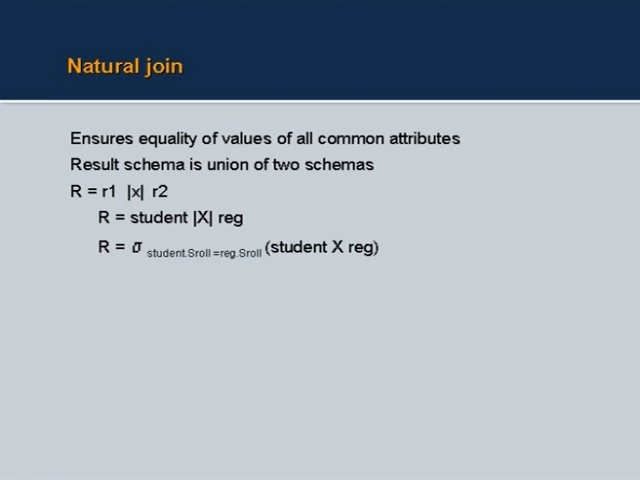 Natural join
Ensures equality of values of all common attributes
Result schema is union of two schemas
R = r1 |x| r2
R = student |X| reg
R = σ student.Sroll =reg.Sroll (student X reg)